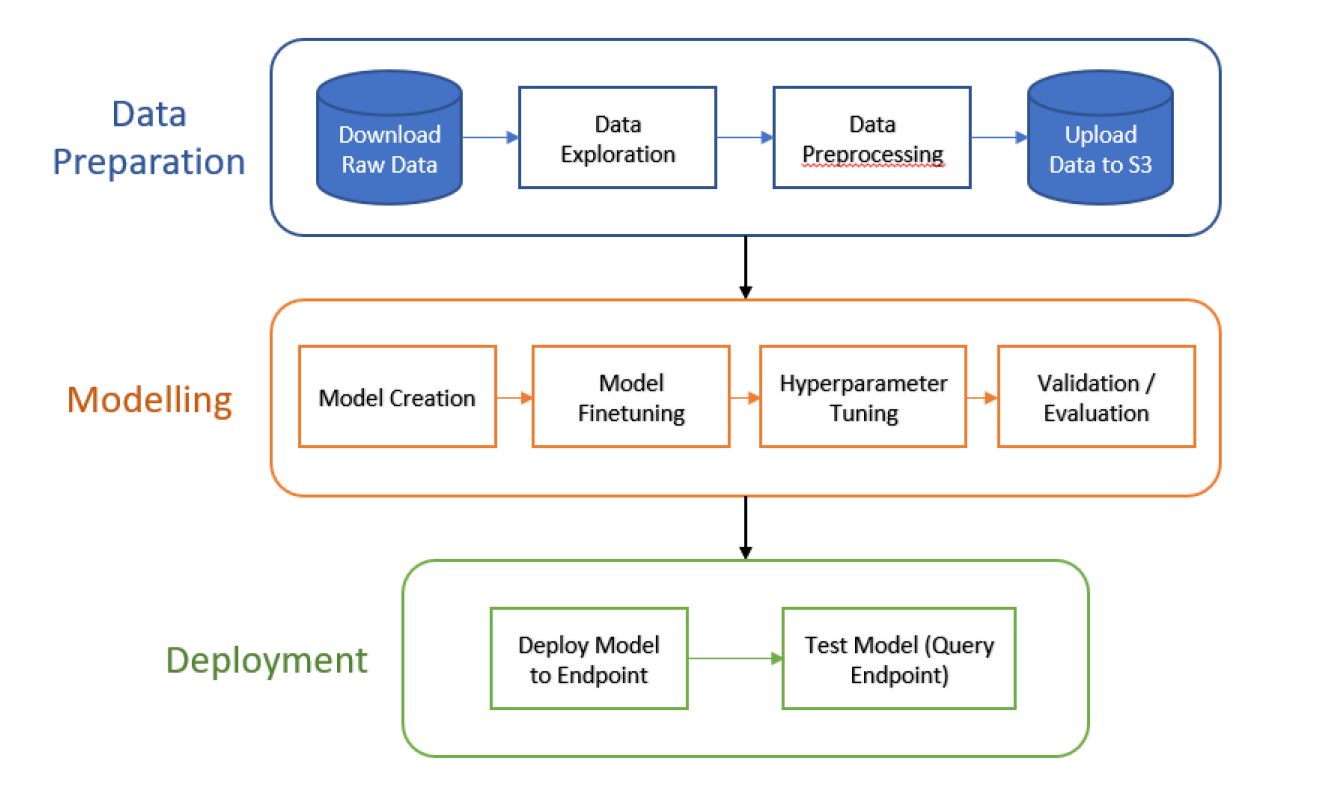 Data
Preparation
Download
Raw Data
Data
Exploration
Data
Preprocessing
Upload
Data to S3
Modelling
Model Creation
Model
Finetuning
Hyperparameter
Tuning
Validation /
Evaluation
Deployment
Deploy Model
to Endpoint
Test Model (Query
Endpoint)